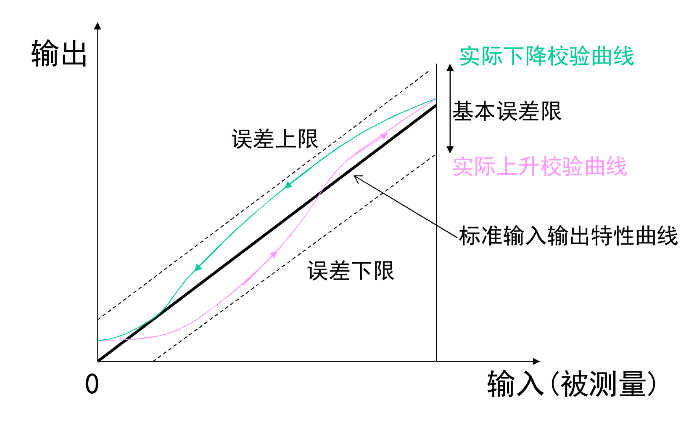 输出
实际下降校验曲线
基本误差限
误差上限
实际上升校验曲线
标准输入输出特性曲线
误差下限
0
输入(被测量)